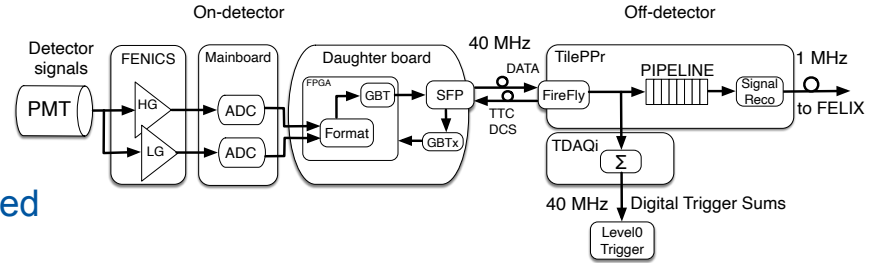 On-detector
Off-detector
Detector
signals
PMT
FENICS
HG
LG
Mainboard
ADC
ADC
Daughter board
FPGA
GBT
Format
SFP
GBTx
40 MHz
DATA
TTC
DCS
TilePPr
FireFly
PIPELINE
Signal
Reco
1 MHz
to FELIX
TDAQi
Σ
40 MHz
Digital Trigger Sums
Level0
Trigger
ed